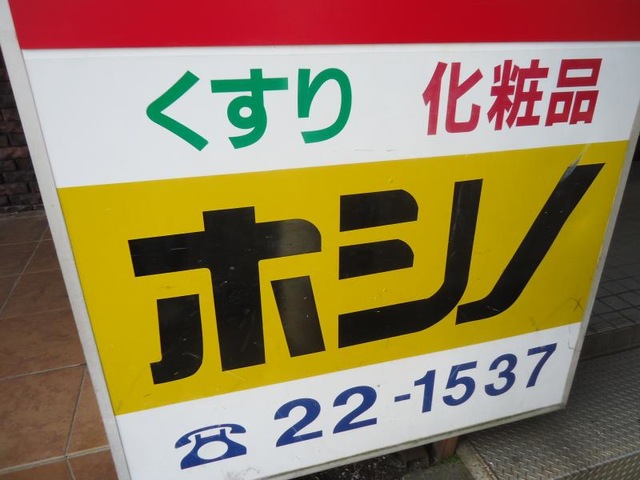 くすり 化粧品
ホシノ
☎ 22-1537